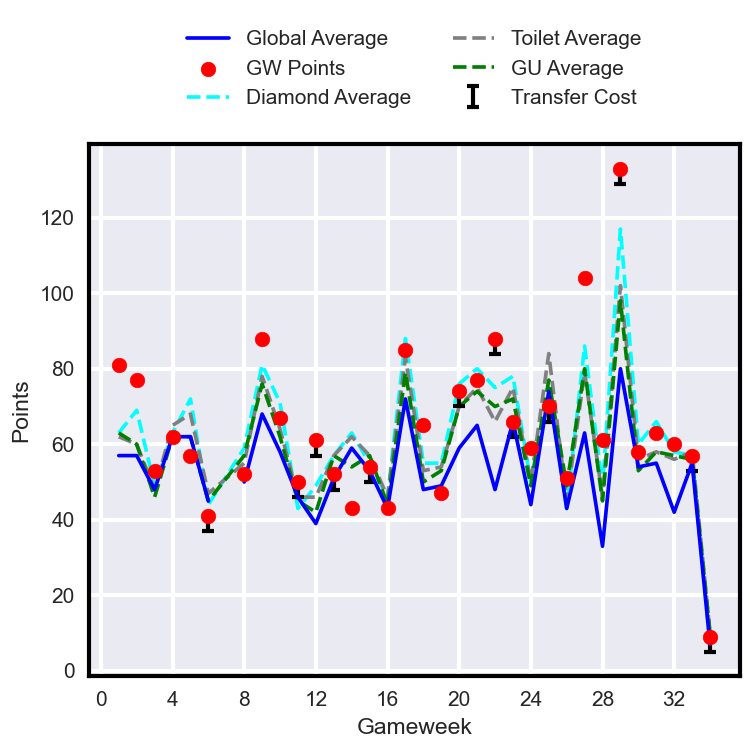 Global Average
GW Points
Diamond Average
Toilet Average
GU Average
Transfer Cost
120
100
80
60
40
20
0
Points
0 4 8 12 16 20 24 28 32
Gameweek